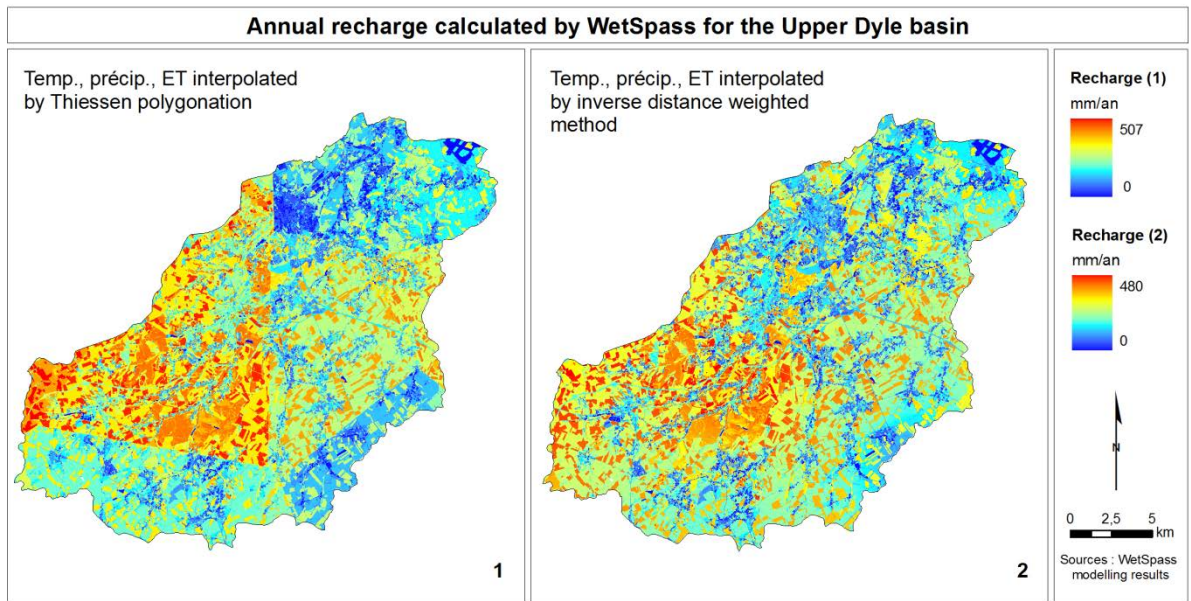 Annual recharge calculated by WetSpass for the Upper Dyle basin
Temp., précip., ET interpolated
by Thiessen polygonation
1
Temp., précip., ET interpolated
by inverse distance weighted
method
2
Recharge (1)
mm/an
507
0
Recharge (2)
mm/an
480
0
N
0 2,5 5
km
Sources : WetSpass
modelling results